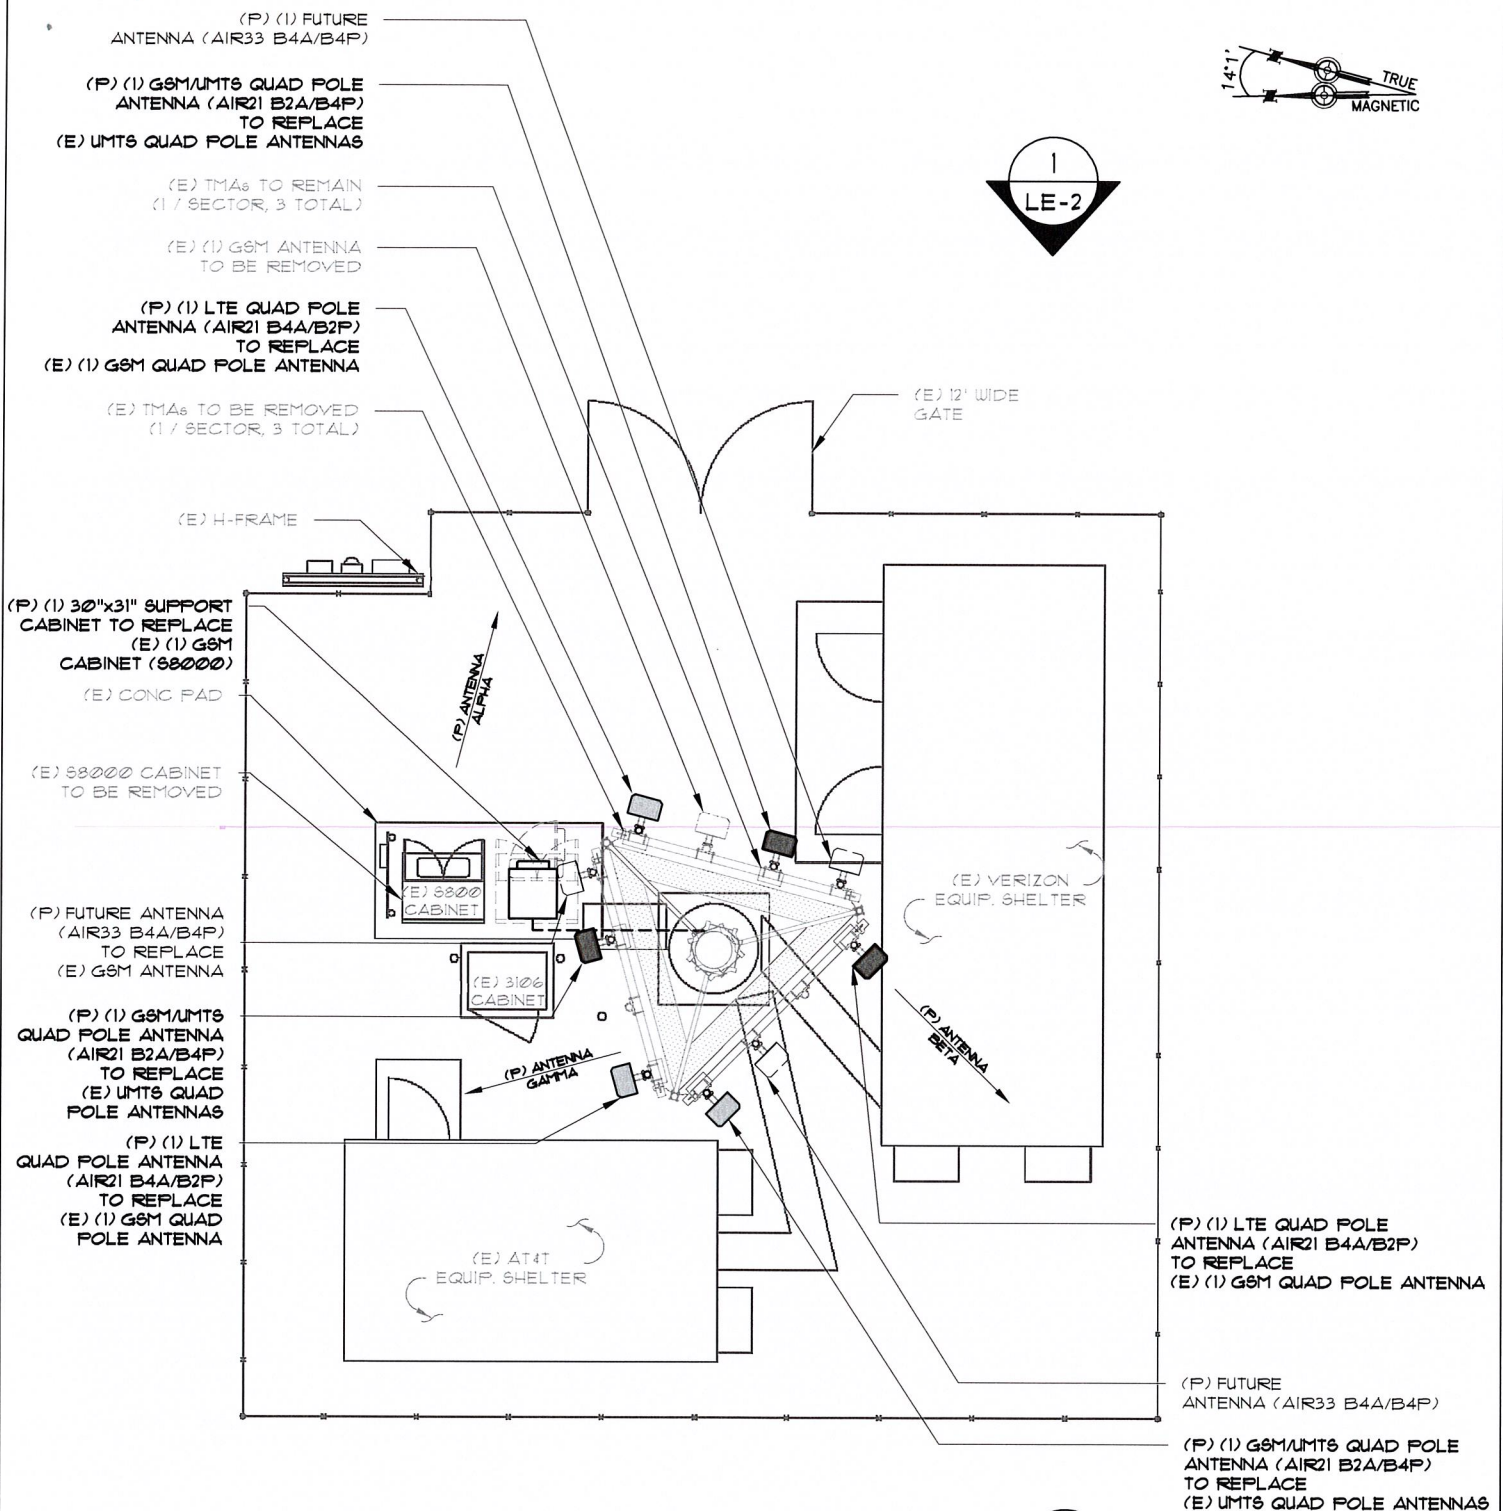 (P) (1) FUTURE
ANTENNA (AIR33 B4A/B4P)
(P) (1) GSM/UMTS QUAD POLE
ANTENNA (AIR21 B2A/B4P)
TO REPLACE
(E) UMTS QUAD POLE ANTENNAS
(E) TMAs TO REMAIN
(1 / SECTOR, 3 TOTAL)
(E) (1) GSM ANTENNA
TO BE REMOVED
(P) (1) LTE QUAD POLE
ANTENNA (AIR21 B4A/B2P)
TO REPLACE
(E) (1) GSM QUAD POLE ANTENNA
(E) TMAs TO BE REMOVED
(1 / SECTOR, 3 TOTAL)
(E) H-FRAME
(P) (1) 30"x31" SUPPORT
CABINET TO REPLACE
(E) (1) GSM
CABINET (S8000)
(E) CONC PAD
(E) S8000 CABINET
TO BE REMOVED
(P) FUTURE ANTENNA
(AIR33 B4A/B4P)
TO REPLACE
(E) GSM ANTENNA
(P) (1) GSM/UMTS
QUAD POLE ANTENNA
(AIR21 B2A/B4P)
TO REPLACE
(E) UMTS QUAD
POLE ANTENNAS
(P) (1) LTE
QUAD POLE ANTENNA
(AIR21 B4A/B2P)
TO REPLACE
(E) (1) GSM QUAD
POLE ANTENNA
14°1'
TRUE
MAGNETIC
1
LE-2
(E) 12' WIDE
GATE
(P) ANTENNA
ALPHA
(E) S800
CABINET
(E) 3106
CABINET
(P) ANTENNA
GAMMA
(P) ANTENNA
BETA
(E) VERIZON
EQUIP. SHELTER
(E) AT&T
EQUIP. SHELTER
(P) (1) LTE QUAD POLE
ANTENNA (AIR21 B4A/B2P)
TO REPLACE
(E) (1) GSM QUAD POLE ANTENNA
(P) FUTURE
ANTENNA (AIR33 B4A/B4P)
(P) (1) GSM/UMTS QUAD POLE
ANTENNA (AIR21 B2A/B4P)
TO REPLACE
(E) UMTS QUAD POLE ANTENNAS